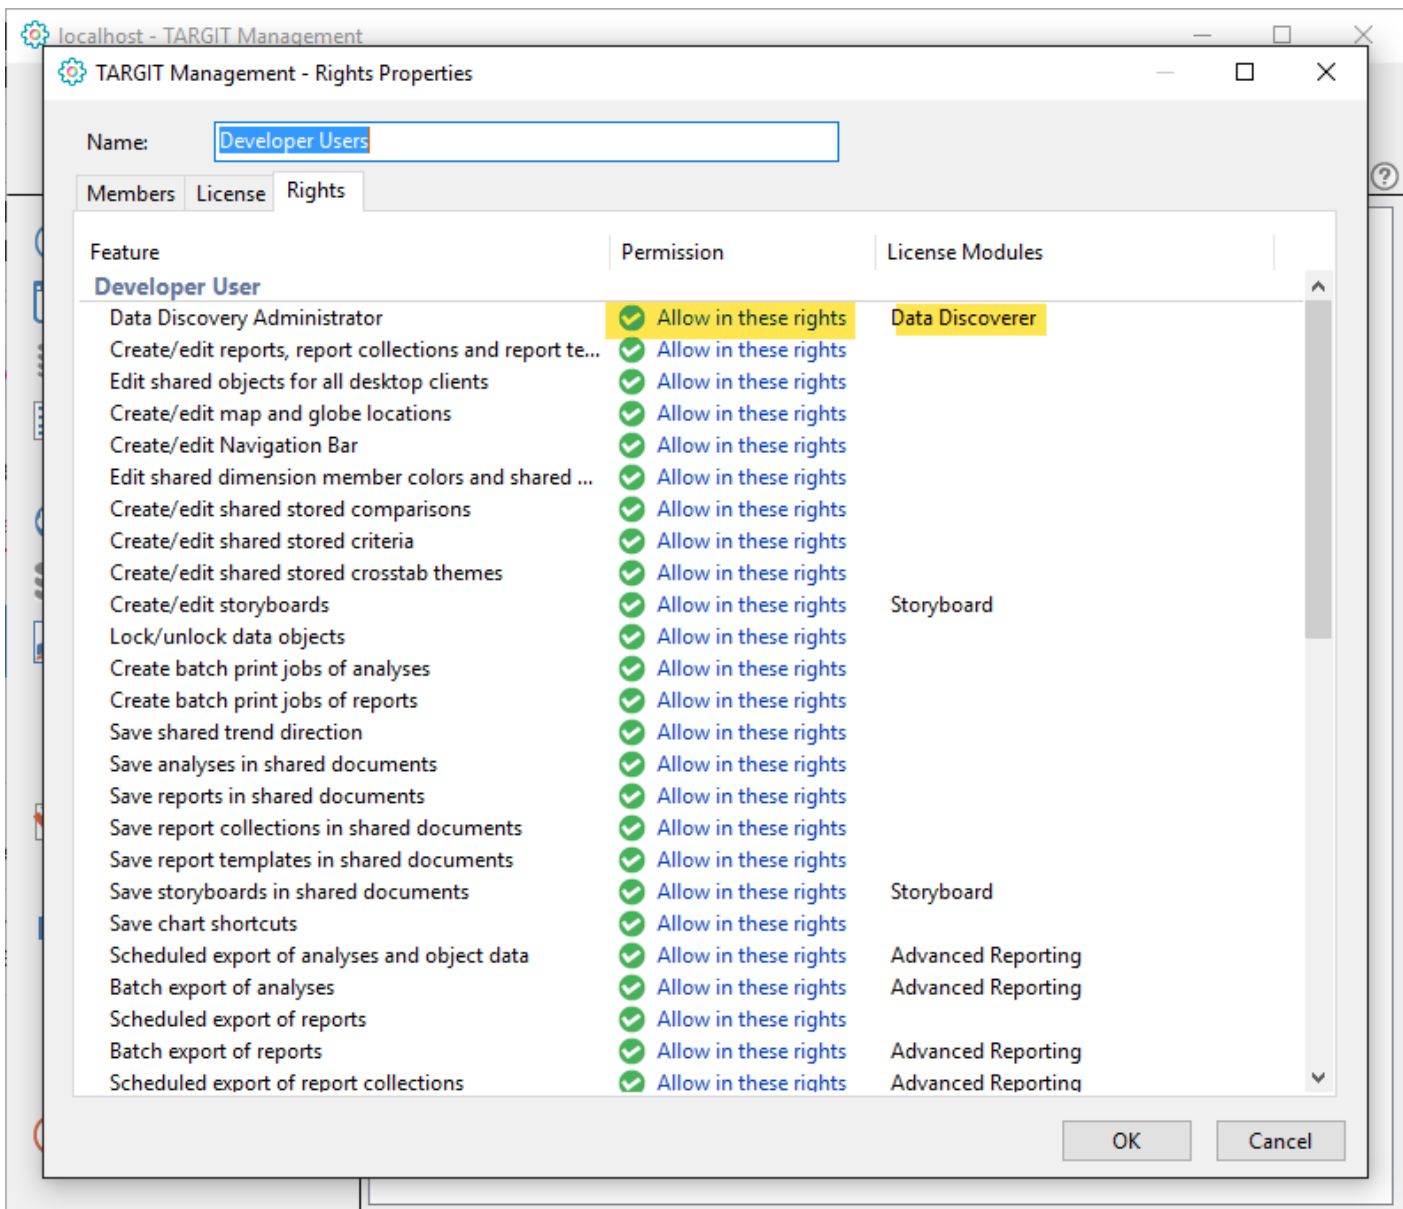 localhost - TARGIT Management
TARGIT Management - Rights Properties
Name: Developer Users
Members License Rights
Feature Permission License Modules
Developer User
Data Discovery Administrator Allow in these rights Data Discoverer
Create/edit reports, report collections and report te... Allow in these rights
Edit shared objects for all desktop clients Allow in these rights
Create/edit map and globe locations Allow in these rights
Create/edit Navigation Bar Allow in these rights
Edit shared dimension member colors and shared ... Allow in these rights
Create/edit shared stored comparisons Allow in these rights
Create/edit shared stored criteria Allow in these rights
Create/edit shared stored crosstab themes Allow in these rights
Create/edit storyboards Allow in these rights Storyboard
Lock/unlock data objects Allow in these rights
Create batch print jobs of analyses Allow in these rights
Create batch print jobs of reports Allow in these rights
Save shared trend direction Allow in these rights
Save analyses in shared documents Allow in these rights
Save reports in shared documents Allow in these rights
Save report collections in shared documents Allow in these rights
Save report templates in shared documents Allow in these rights
Save storyboards in shared documents Allow in these rights Storyboard
Save chart shortcuts Allow in these rights
Scheduled export of analyses and object data Allow in these rights Advanced Reporting
Batch export of analyses Allow in these rights Advanced Reporting
Scheduled export of reports Allow in these rights
Batch export of reports Allow in these rights Advanced Reporting
Scheduled export of report collections Allow in these rights Advanced Reporting
OK Cancel